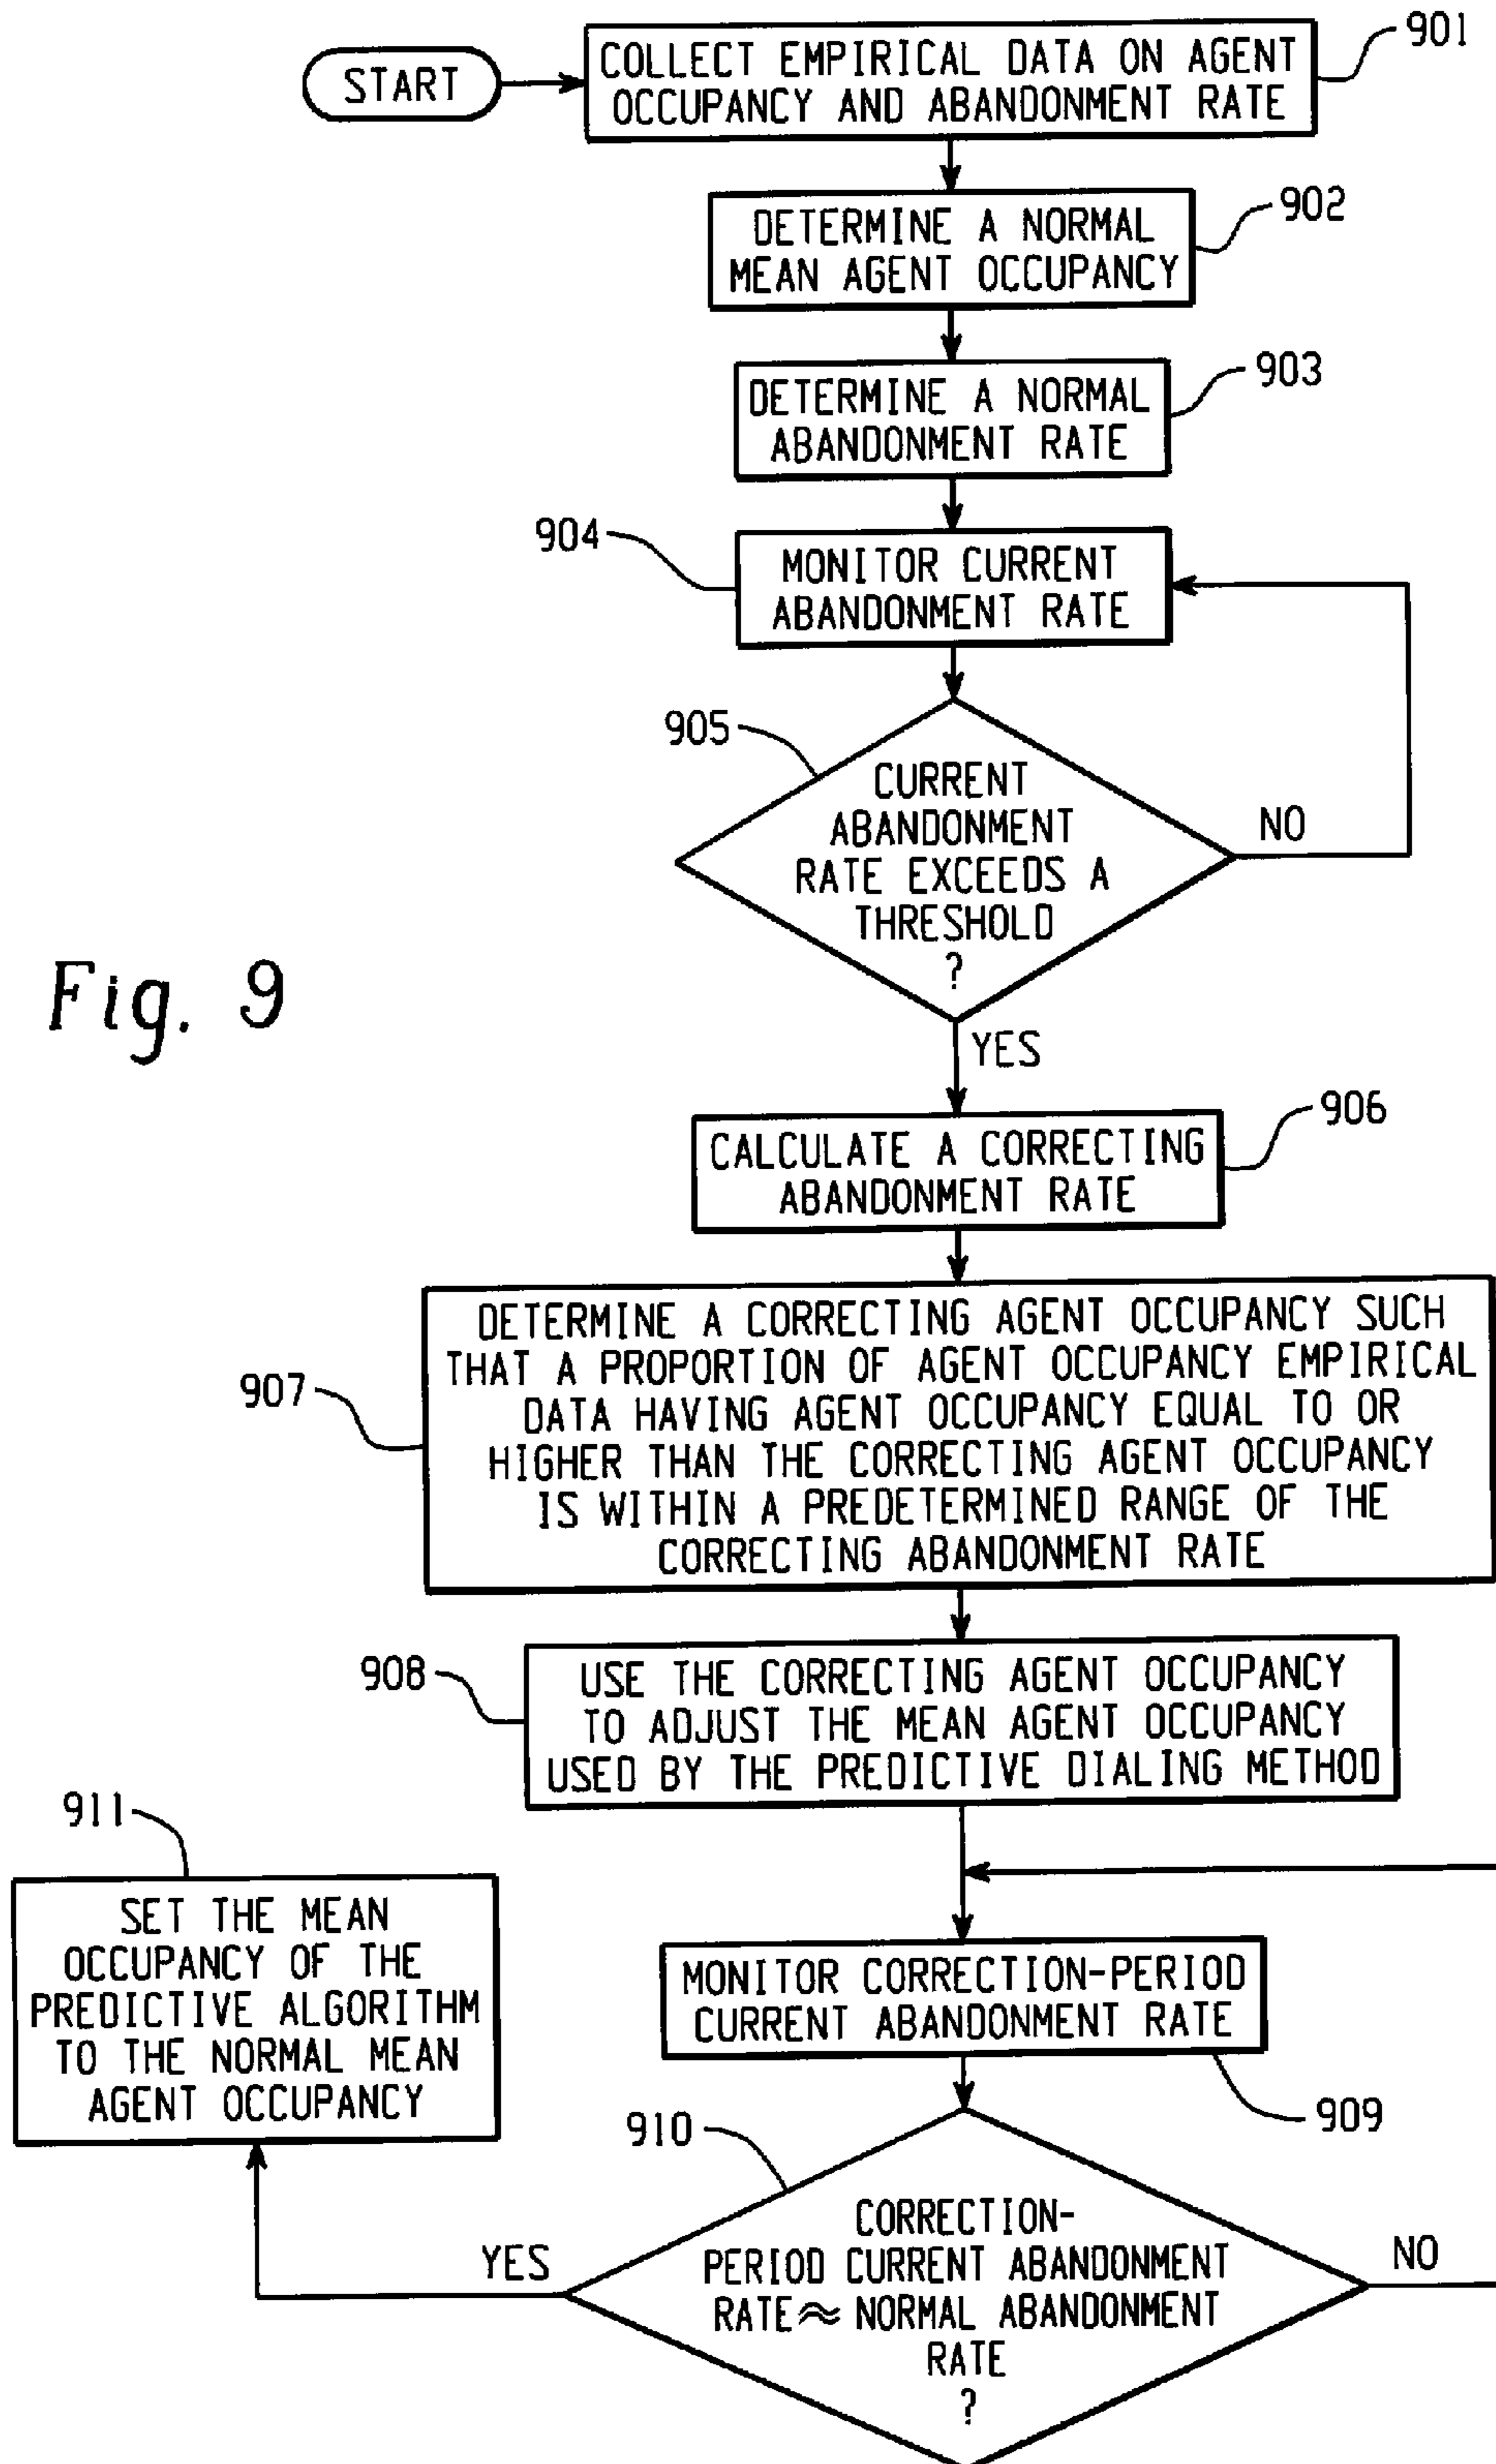 START
COLLECT EMPIRICAL DATA ON AGENT
OCCUPANCY AND ABANDONMENT RATE
901
DETERMINE A NORMAL
MEAN AGENT OCCUPANCY
902
DETERMINE A NORMAL
ABANDONMENT RATE
903
904
MONITOR CURRENT
ABANDONMENT RATE
905
CURRENT
ABANDONMENT
RATE EXCEEDS A
THRESHOLD
?
NO
Fig. 9
YES
CALCULATE A CORRECTING
ABANDONMENT RATE
906
907
DETERMINE A CORRECTING AGENT OCCUPANCY SUCH
THAT A PROPORTION OF AGENT OCCUPANCY EMPIRICAL
DATA HAVING AGENT OCCUPANCY EQUAL TO OR
HIGHER THAN THE CORRECTING AGENT OCCUPANCY
IS WITHIN A PREDETERMINED RANGE OF THE
CORRECTING ABANDONMENT RATE
908
USE THE CORRECTING AGENT OCCUPANCY
TO ADJUST THE MEAN AGENT OCCUPANCY
USED BY THE PREDICTIVE DIALING METHOD
911
SET THE MEAN
OCCUPANCY OF THE
PREDICTIVE ALGORITHM
TO THE NORMAL MEAN
AGENT OCCUPANCY
MONITOR CORRECTION-PERIOD
CURRENT ABANDONMENT RATE
909
910
CORRECTION-
PERIOD CURRENT ABANDONMENT
RATE≈NORMAL ABANDONMENT
RATE
?
YES
NO